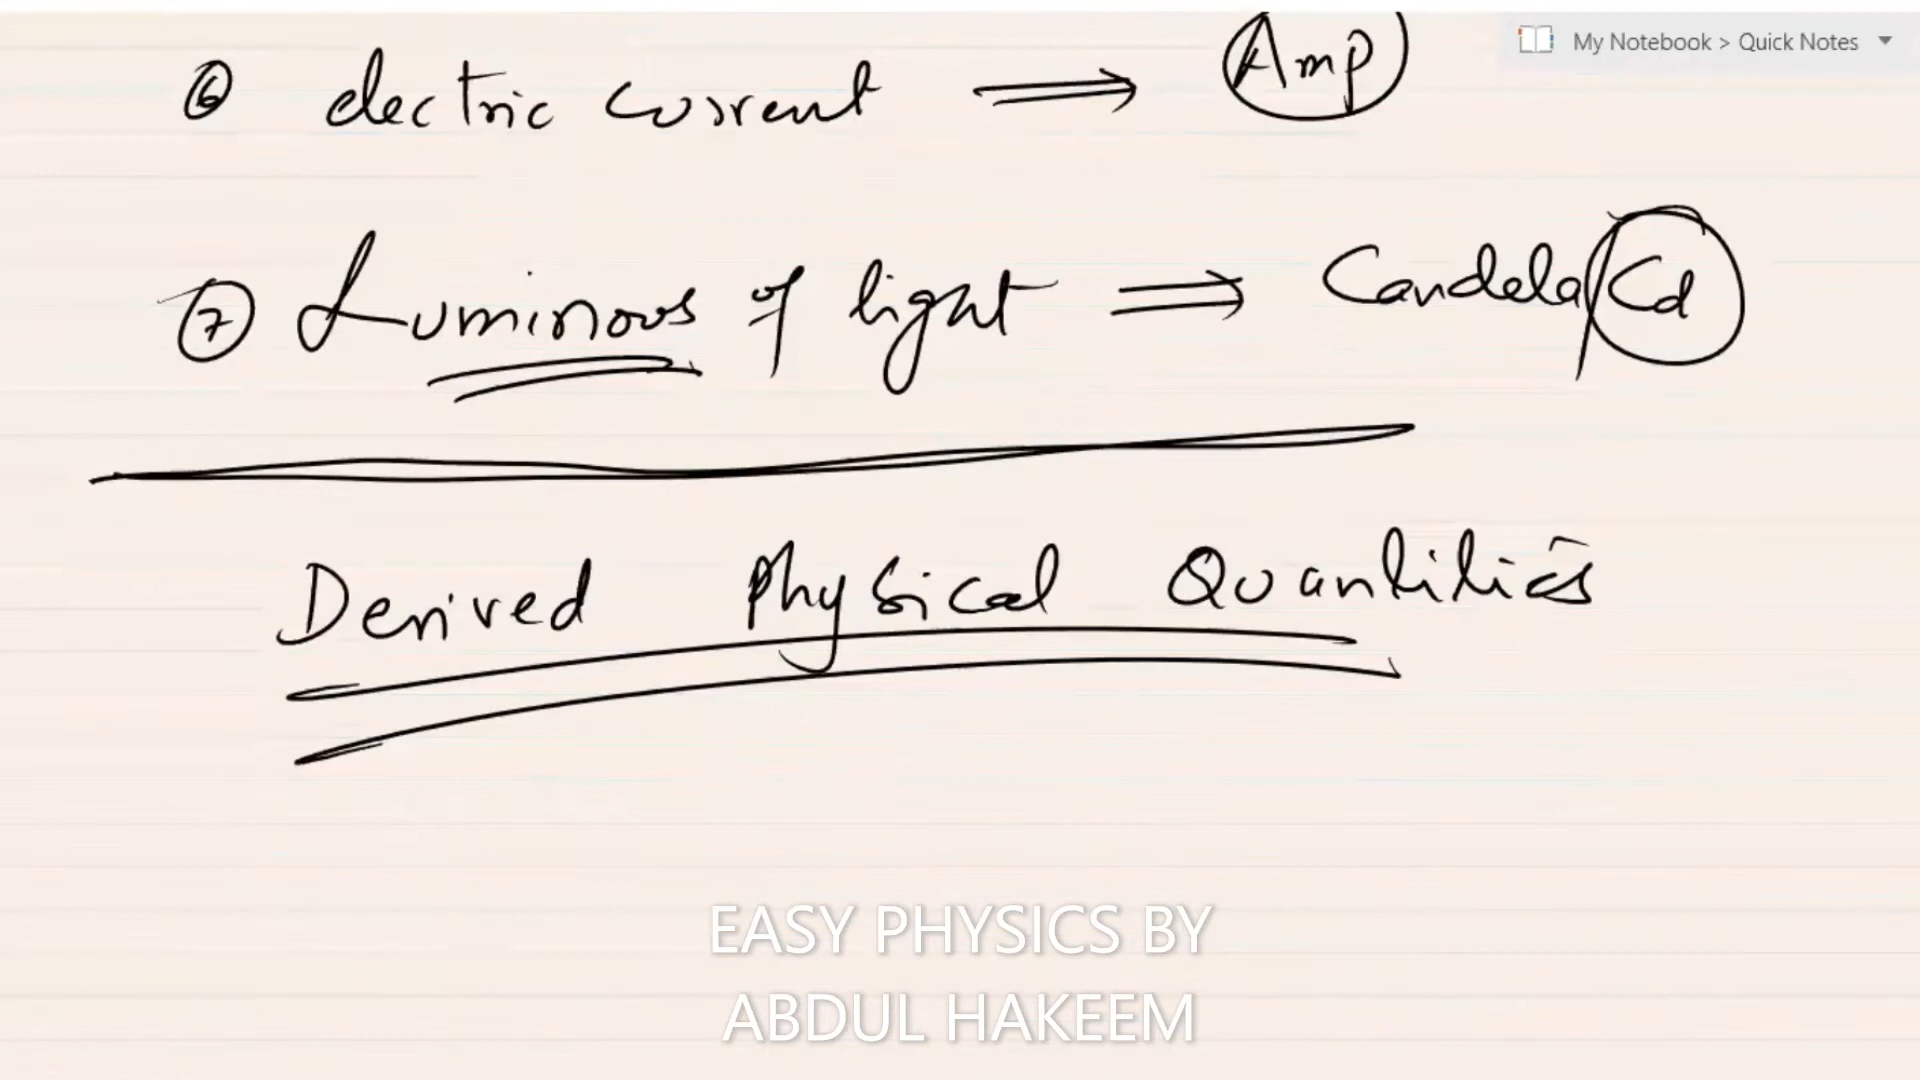 My Notebook > Quick Notes
⑥ electric current ⇒ Amp
⑦ Luminous of light ⇒ Candela/Cd
Derived Physical Quantities
EASY PHYSICS BY
ABDUL HAKEEM